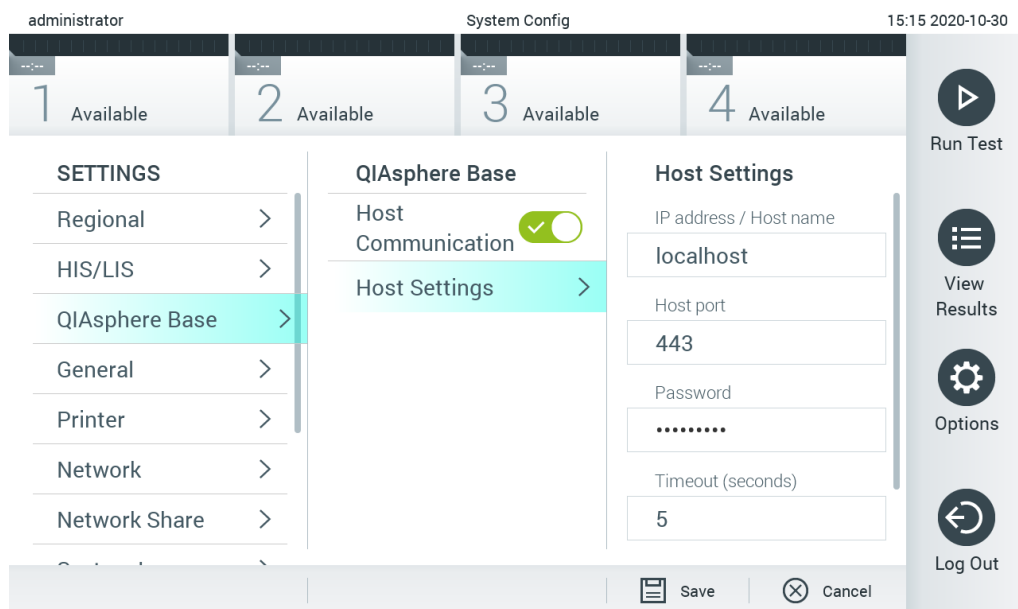 administrator
System Config
15:15 2020-10-30
--:--
--:--
--:--
--:--
1 Available
2 Available
3 Available
4 Available
Run Test
View
Results
Options
Log Out
SETTINGS
Regional
HIS/LIS
QIAsphere Base
General
Printer
Network
Network Share
QIAsphere Base
Host
Communication
Host Settings
Host Settings
IP address / Host name
localhost
Host port
443
Password
•••••••••
Timeout (seconds)
5
Save
Cancel